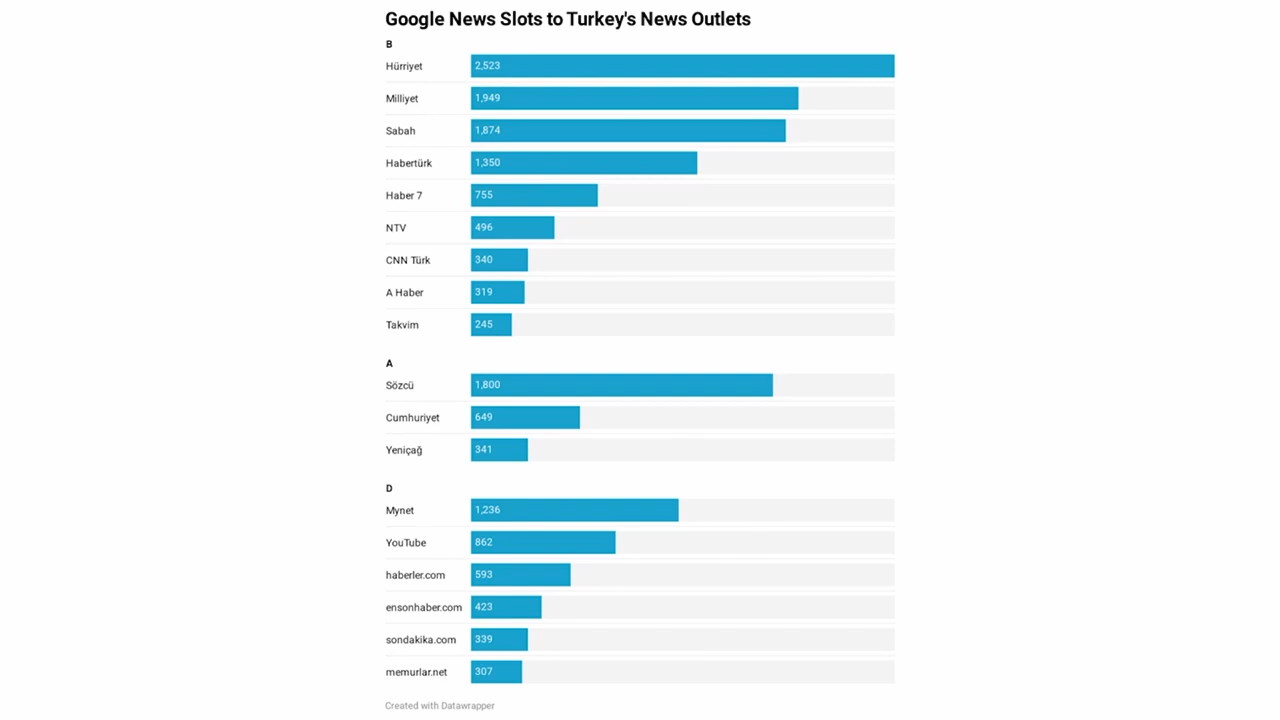 Google News Slots to Turkey's News Outlets
B
Hürriyet 2,523
Milliyet 1,949
Sabah 1,874
Habertürk 1,350
Haber 7 755
NTV 496
CNN Türk 340
A Haber 319
Takvim 245
A
Sözcü 1,800
Cumhuriyet 649
Yeniçağ 341
D
Mynet 1,236
YouTube 862
haberler.com 593
ensonhaber.com 423
sondakika.com 339
memurlar.net 307
Created with Datawrapper